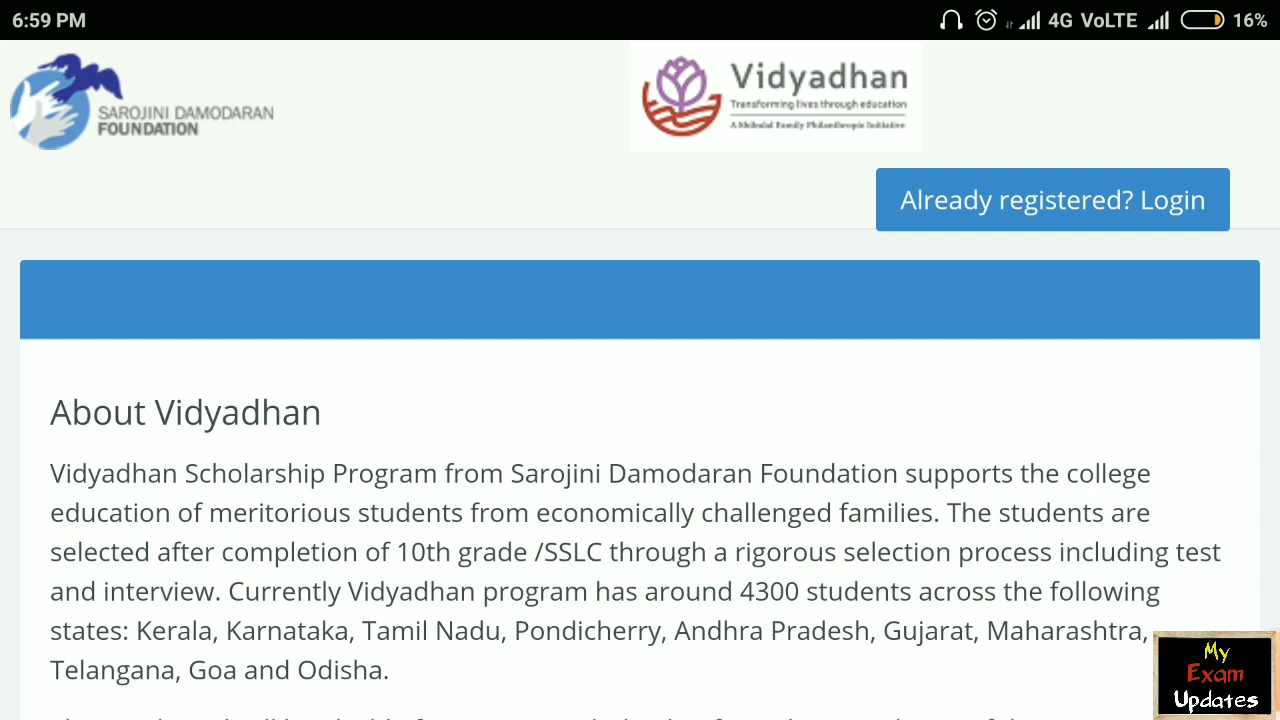 6:59 PM 4G VoLTE 16%
SAROJINI DAMODARAN
FOUNDATION
Vidyadhan
Transforming lives through education
A Shibulal Family Philanthropic Initiative
Already registered? Login
About Vidyadhan
Vidyadhan Scholarship Program from Sarojini Damodaran Foundation supports the college
education of meritorious students from economically challenged families. The students are
selected after completion of 10th grade /SSLC through a rigorous selection process including test
and interview. Currently Vidyadhan program has around 4300 students across the following
states: Kerala, Karnataka, Tamil Nadu, Pondicherry, Andhra Pradesh, Gujarat, Maharashtra,
Telangana, Goa and Odisha.
My
Exam
Updates